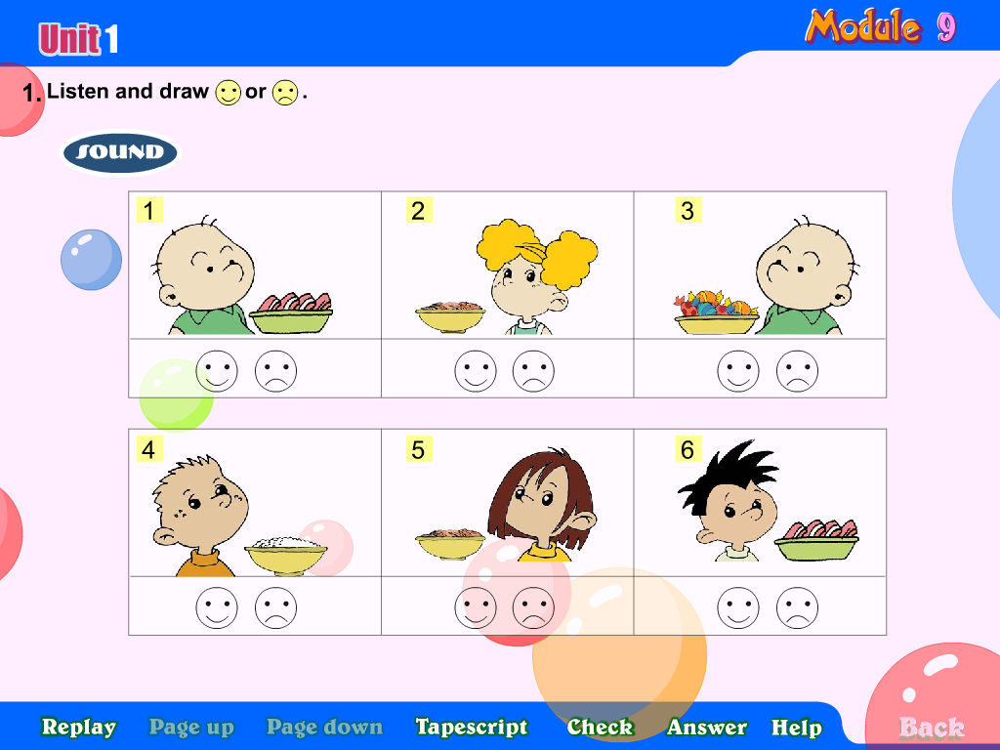 Unit 1
Module 9
1. Listen and draw or .
SOUND
1
2
3
4
5
6
Replay Page up Page down Tapescript Check Answer Help Back